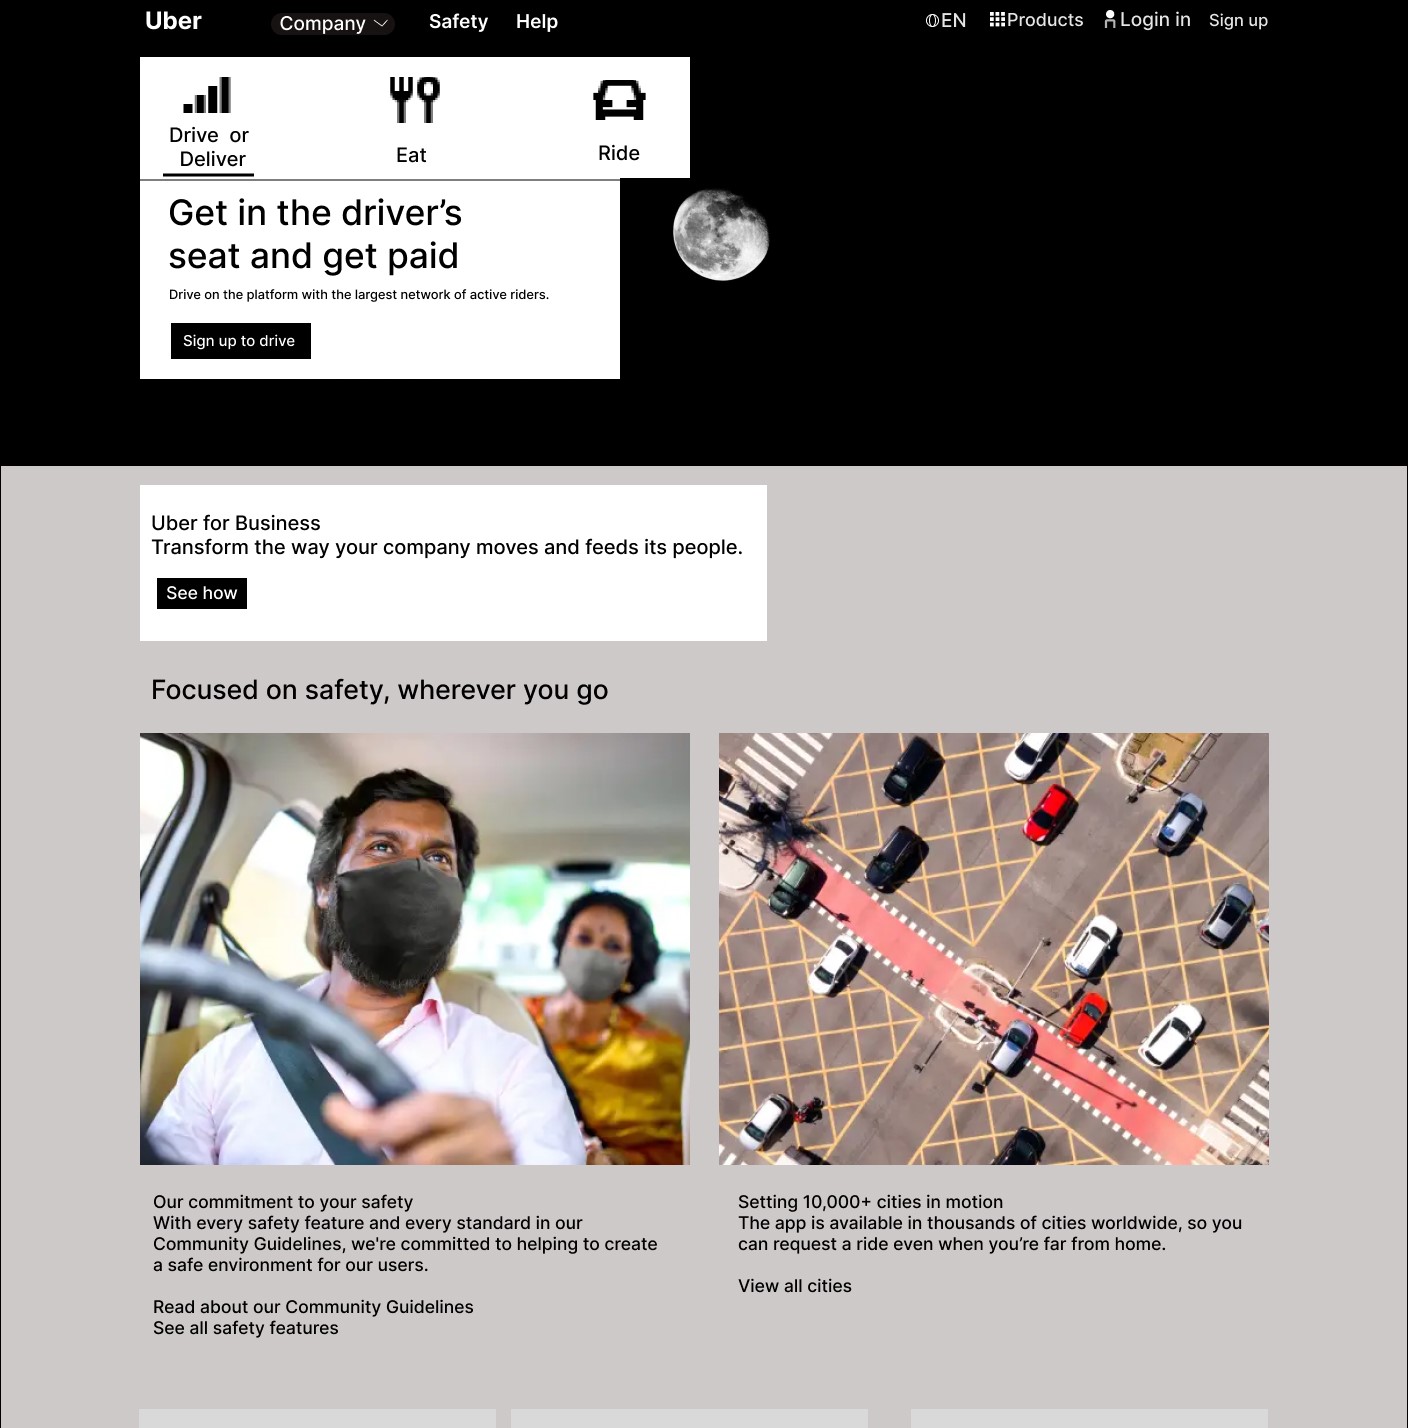 Uber
Company
Safety
Help
EN
Products
Login in
Sign up
Drive or
Deliver
Eat
Ride
Get in the driver’s
seat and get paid
Drive on the platform with the largest network of active riders.
Sign up to drive
Uber for Business
Transform the way your company moves and feeds its people.
See how
Focused on safety, wherever you go
Our commitment to your safety
With every safety feature and every standard in our
Community Guidelines, we're committed to helping to create
a safe environment for our users.
Read about our Community Guidelines
See all safety features
Setting 10,000+ cities in motion
The app is available in thousands of cities worldwide, so you
can request a ride even when you’re far from home.
View all cities